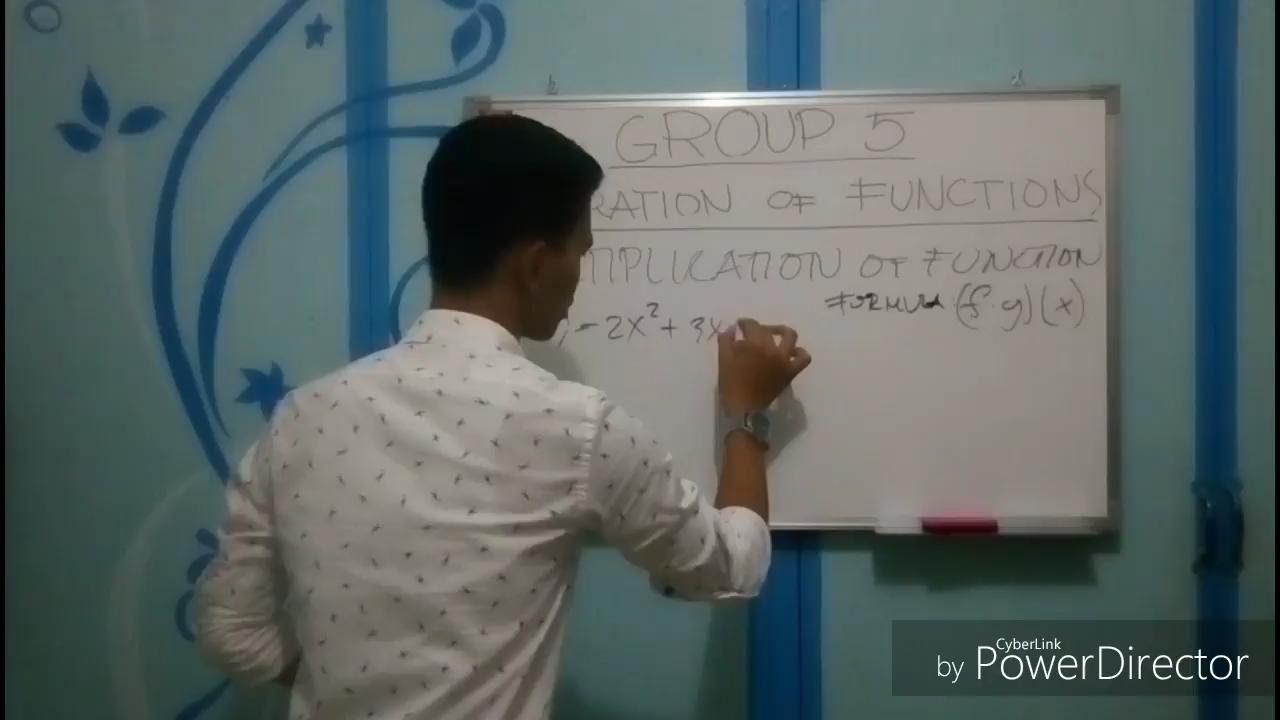 GROUP 5
RATION OF FUNCTIONS
TIPLICATION OF FUNCTION
FORMULA (f·g)(x)
) = 2x² + 3x
CyberLink
by PowerDirector